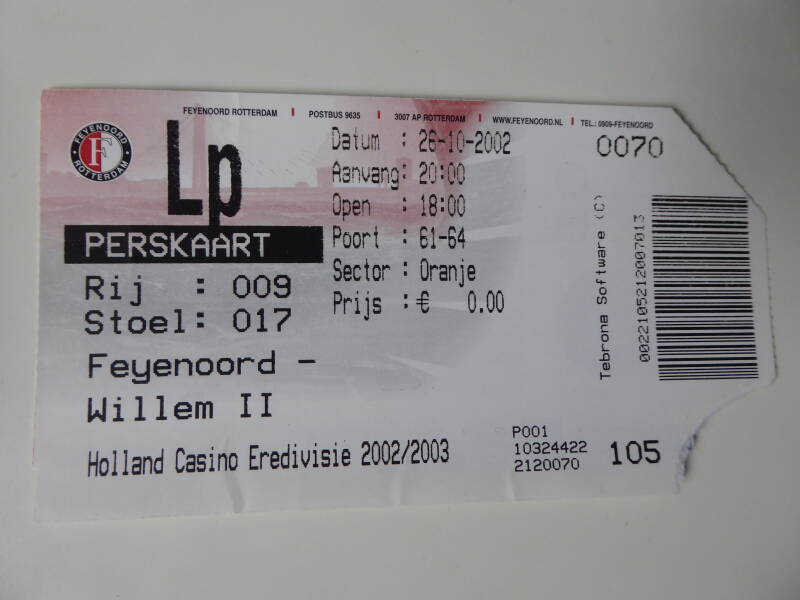 FEYENOORD ROTTERDAM | POSTBUS 9635 | 3007 AP ROTTERDAM | WWW.FEYENOORD.NL | TEL.: 0909-FEYENOORD
FEYENOORD
F
ROTTERDAM
Lp
PERSKAART
Rij : 009
Stoel: 017
Datum : 26-10-2002
Aanvang: 20:00
Open : 18:00
Poort : 61-64
Sector : Oranje
Prijs : € 0.00
0070
Feyenoord -
Willem II
Holland Casino Eredivisie 2002/2003
P001
10324422
2120070
105
Tebrona Software (C)
0022105212007013